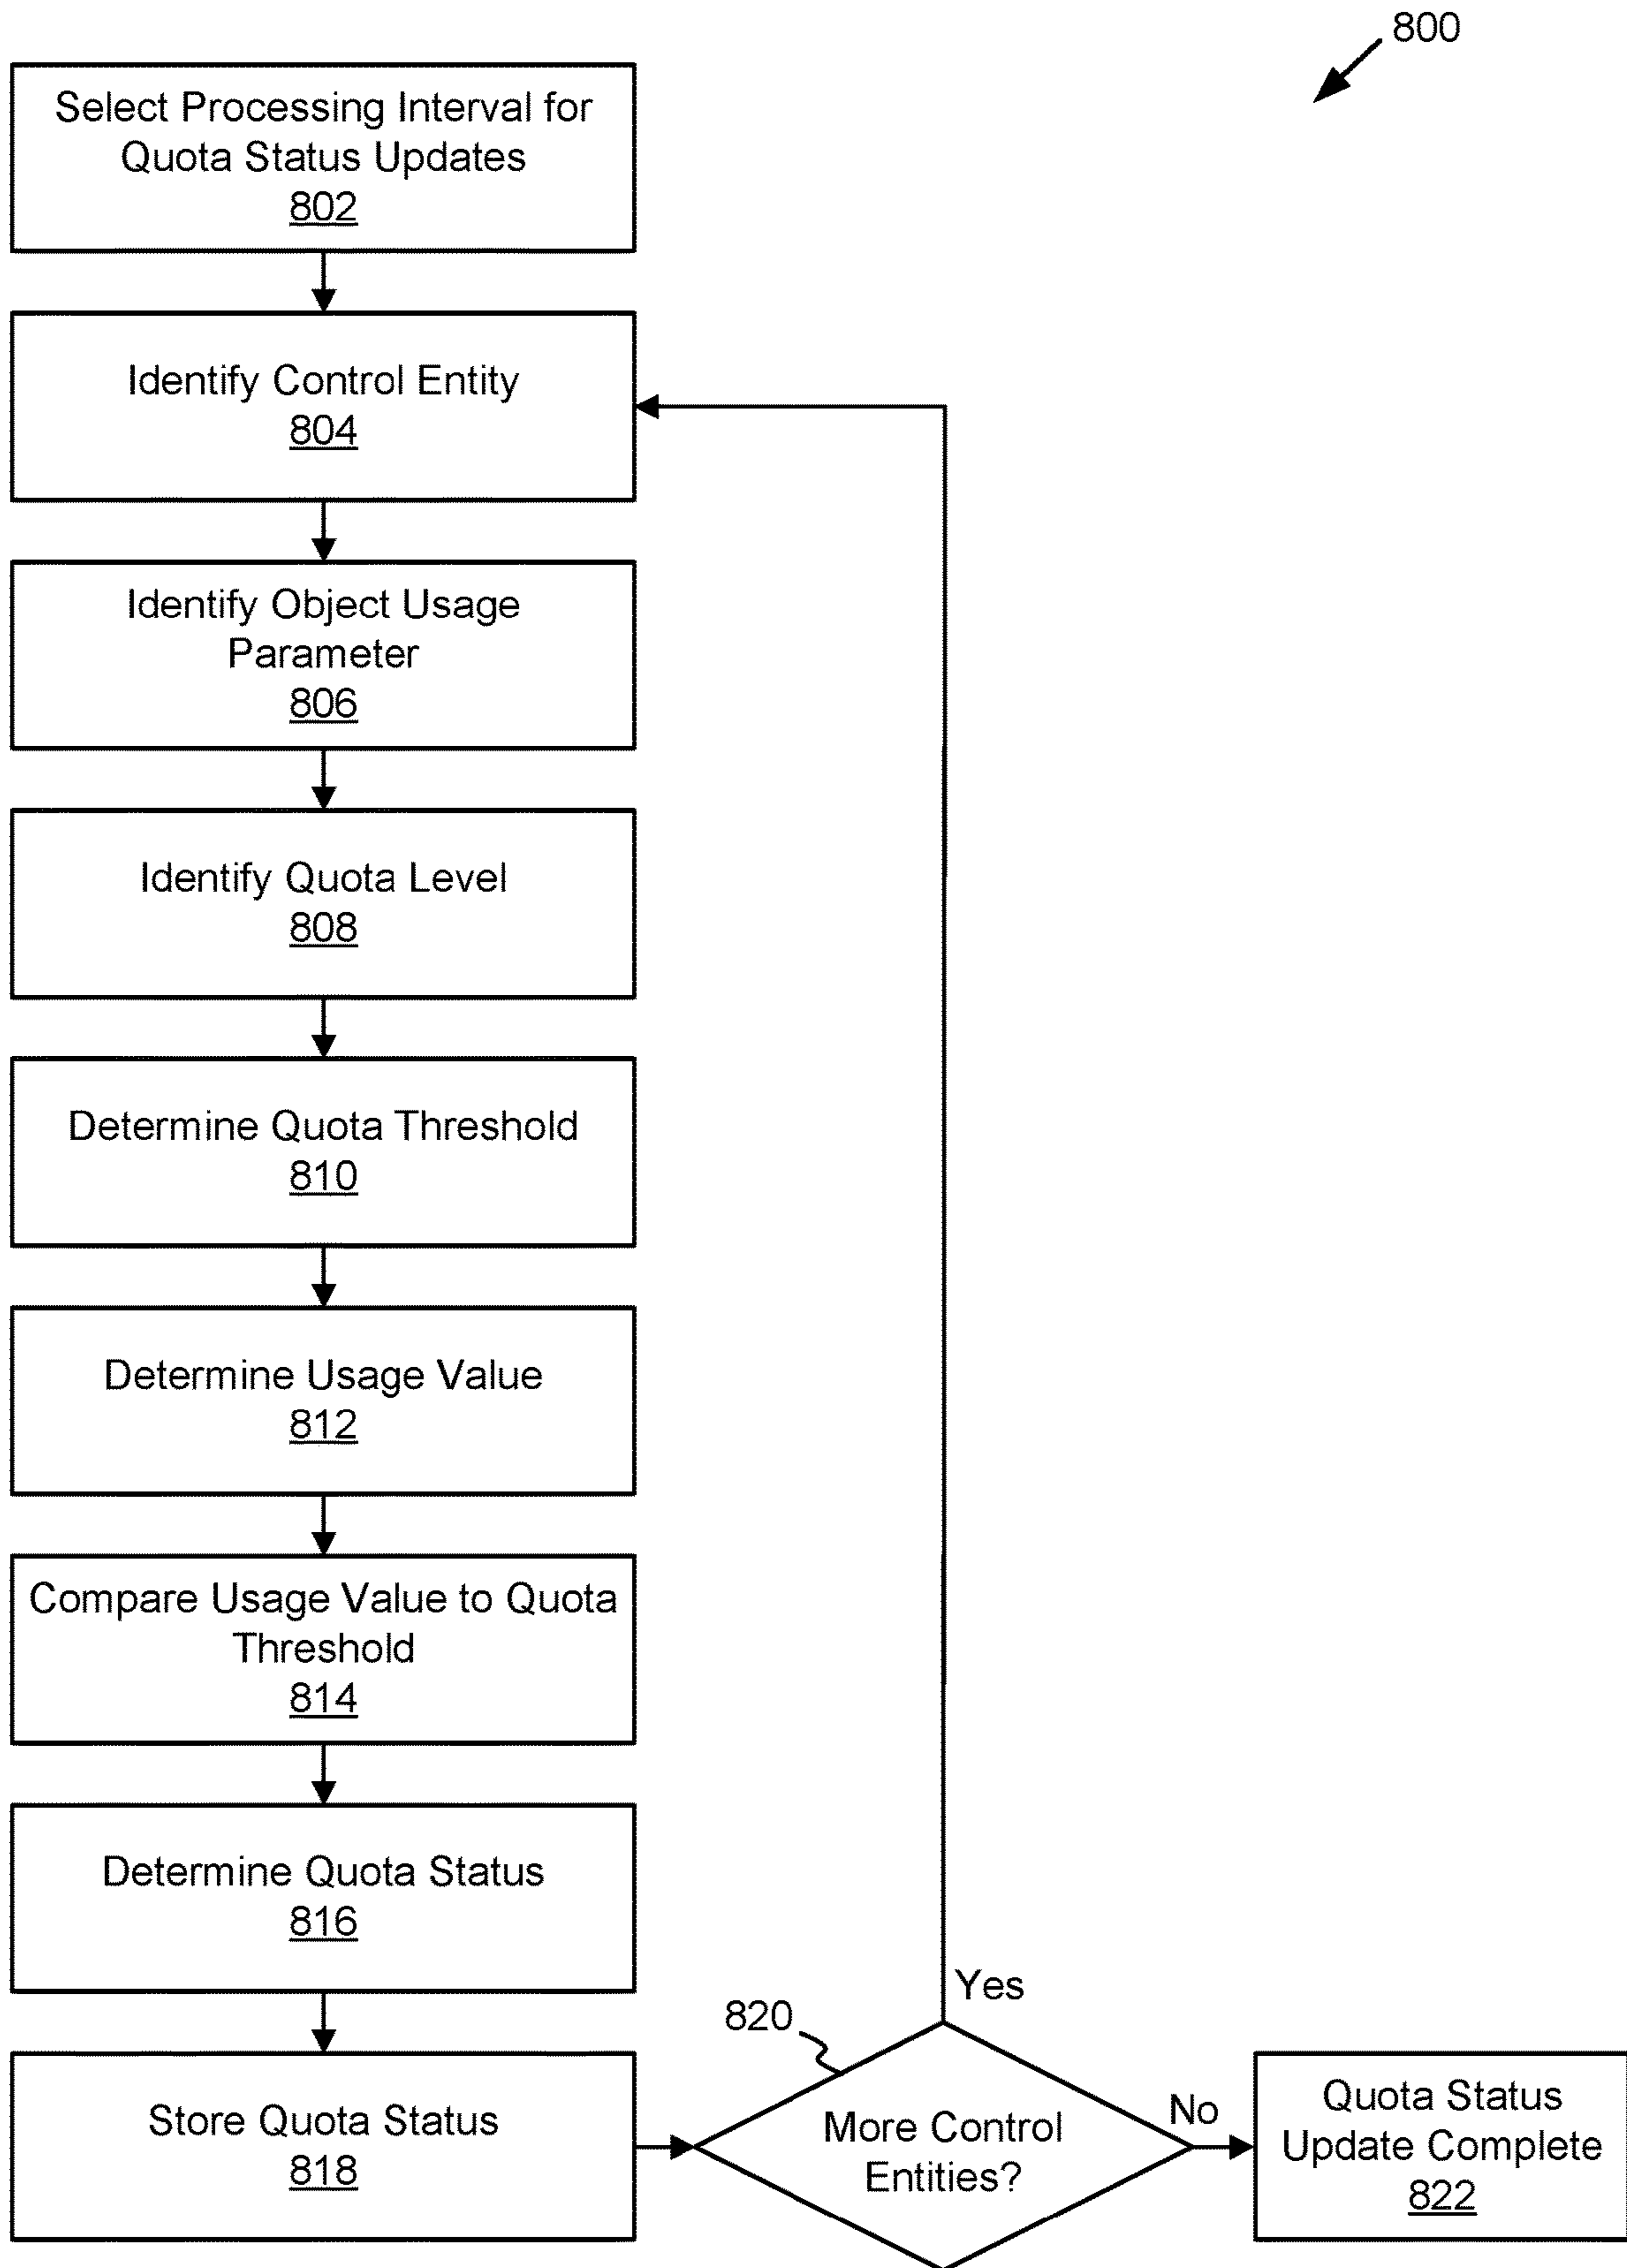 800
Select Processing Interval for
Quota Status Updates
802
Identify Control Entity
804
Identify Object Usage
Parameter
806
Identify Quota Level
808
Determine Quota Threshold
810
Determine Usage Value
812
Compare Usage Value to Quota
Threshold
814
Determine Quota Status
816
Store Quota Status
818
820
Yes
More Control
Entities?
No
Quota Status
Update Complete
822